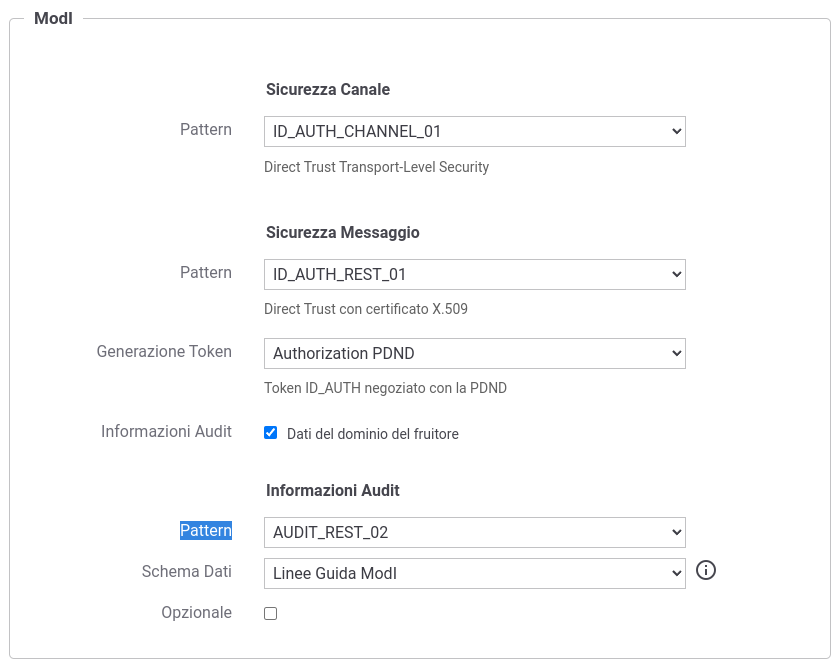 ModI
Sicurezza Canale
Pattern ID_AUTH_CHANNEL_01
Direct Trust Transport-Level Security
Sicurezza Messaggio
Pattern ID_AUTH_REST_01
Direct Trust con certificato X.509
Generazione Token Authorization PDND
Token ID_AUTH negoziato con la PDND
Informazioni Audit Dati del dominio del fruitore
Informazioni Audit
Pattern AUDIT_REST_02
Schema Dati Linee Guida ModI
Opzionale